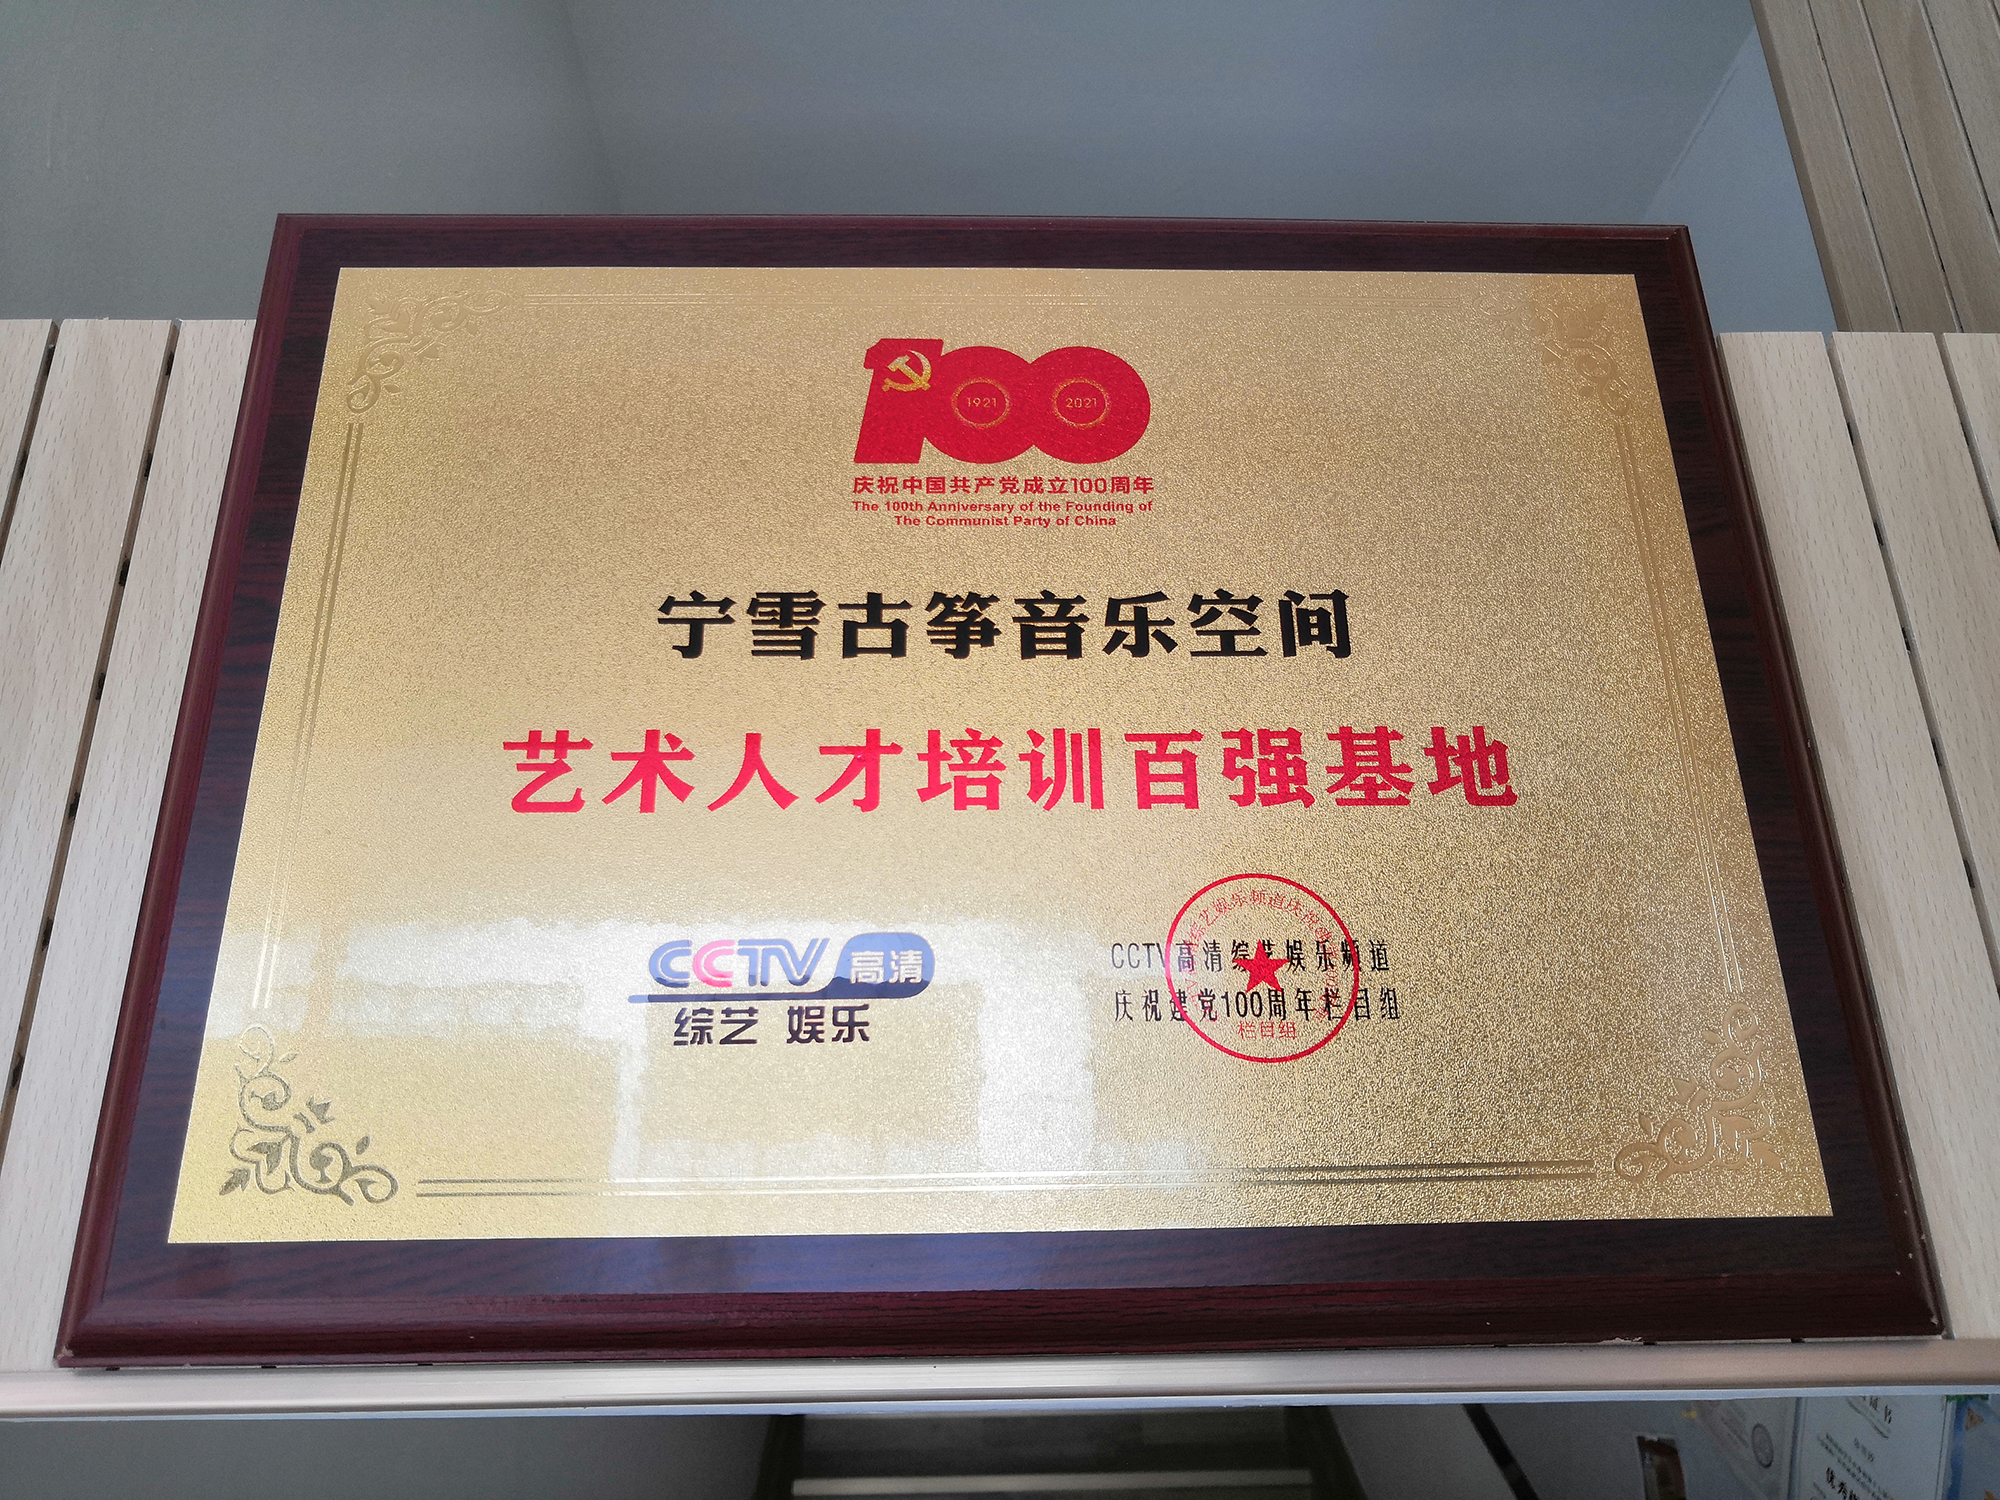 1921 2021
庆祝中国共产党成立100周年
The 100th Anniversary of the Founding of
The Communist Party of China
宁雪古筝音乐空间
艺术人才培训百强基地
CCTV 高清
综艺 娱乐
CCTV高清综艺娱乐频道
庆祝建党100周年栏目组
栏目组